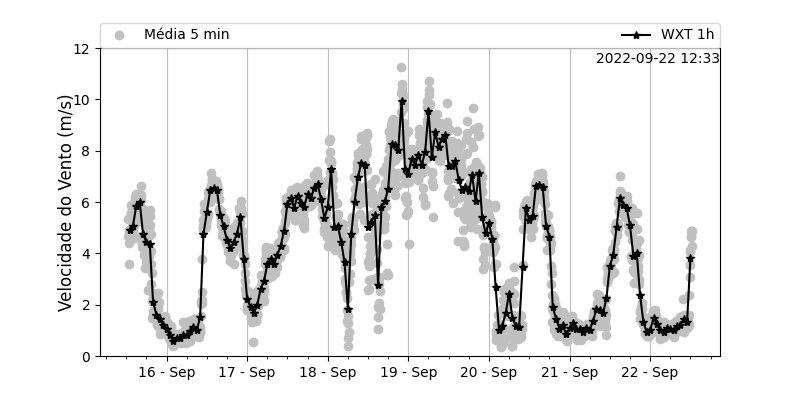 Média 5 min
WXT 1h
2022-09-22 12:33
Velocidade do Vento (m/s)
12
10
8
6
4
2
0
16 - Sep
17 - Sep
18 - Sep
19 - Sep
20 - Sep
21 - Sep
22 - Sep